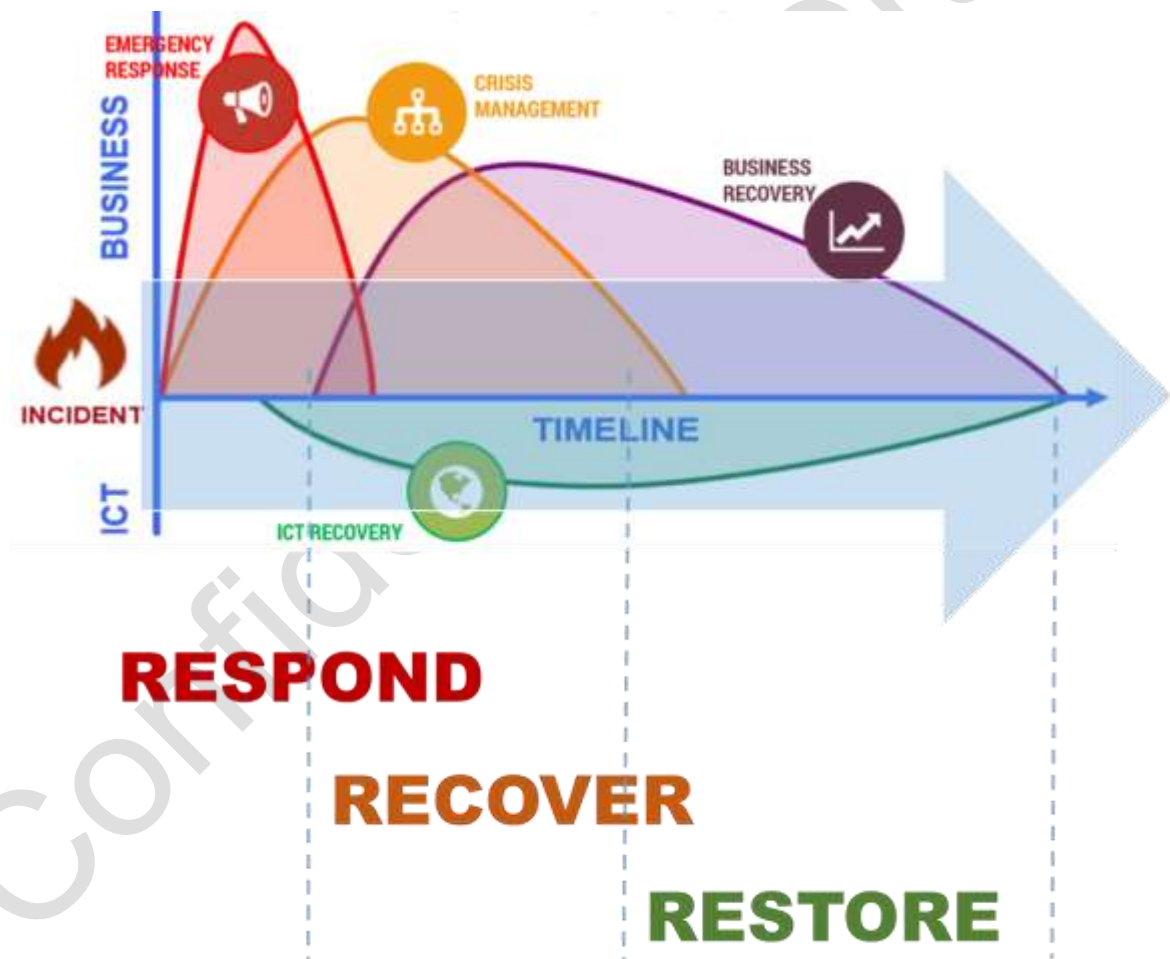 EMERGENCY
RESPONSE
CRISIS
MANAGEMENT
BUSINESS
BUSINESS
RECOVERY
INCIDENT
TIMELINE
ICT
ICT RECOVERY
RESPOND
RECOVER
RESTORE